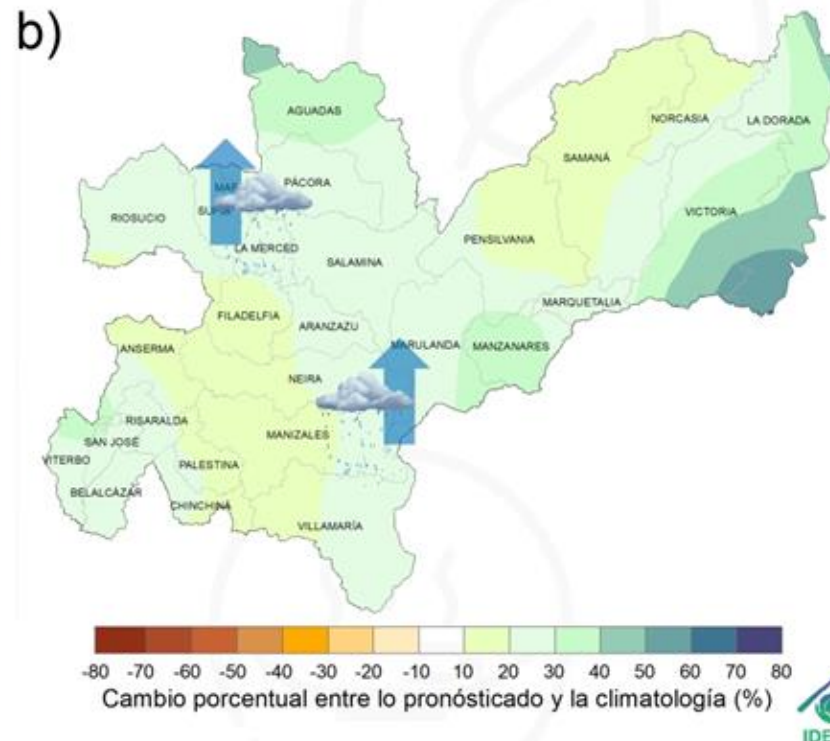 b)
AGUADAS
NORCASIA
LA DORADA
SAMANÁ
PÁCORA
RIOSUCIO
VICTORIA
LA MERCED
PENSILVANIA
SALAMINA
MARQUETALIA
FILADELFIA
ARANZAZU
MARULANDA
MANZANARES
ANSERMA
NEIRA
RISARALDA
MANIZALES
SAN JOSÉ
VITERBO
PALESTINA
BELALCÁZAR
CHINCHINÁ
VILLAMARÍA
-80 -70 -60 -50 -40 -30 -20 -10 10 20 30 40 50 60 70 80
Cambio porcentual entre lo pronósticado y la climatología (%)